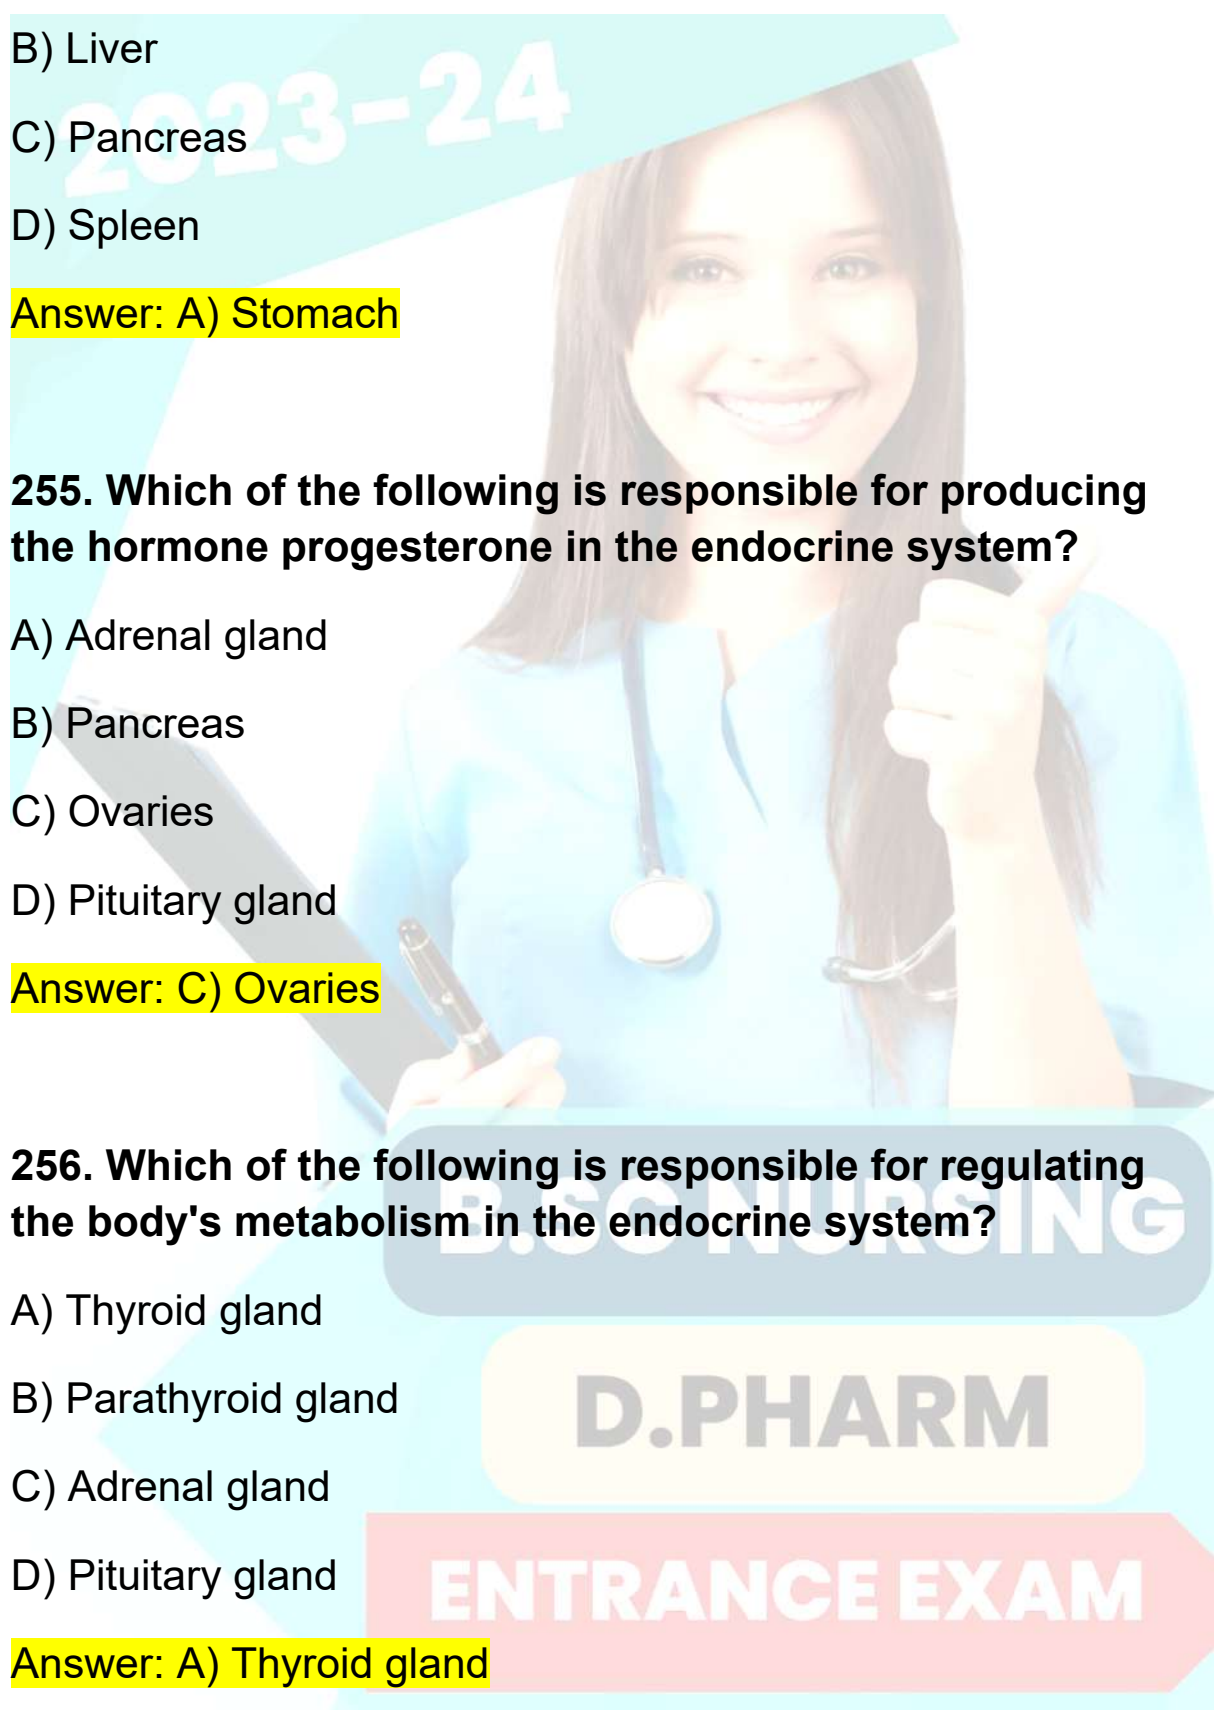 B) Liver
2023-24
C) Pancreas
D) Spleen
Answer: A) Stomach
255. Which of the following is responsible for producing
the hormone progesterone in the endocrine system?
A) Adrenal gland
B) Pancreas
C) Ovaries
D) Pituitary gland
Answer: C) Ovaries
256. Which of the following is responsible for regulating
the body's metabolism in the endocrine system?
B.SC NURSING
A) Thyroid gland
B) Parathyroid gland
D.PHARM
C) Adrenal gland
D) Pituitary gland
ENTRANCE EXAM
Answer: A) Thyroid gland